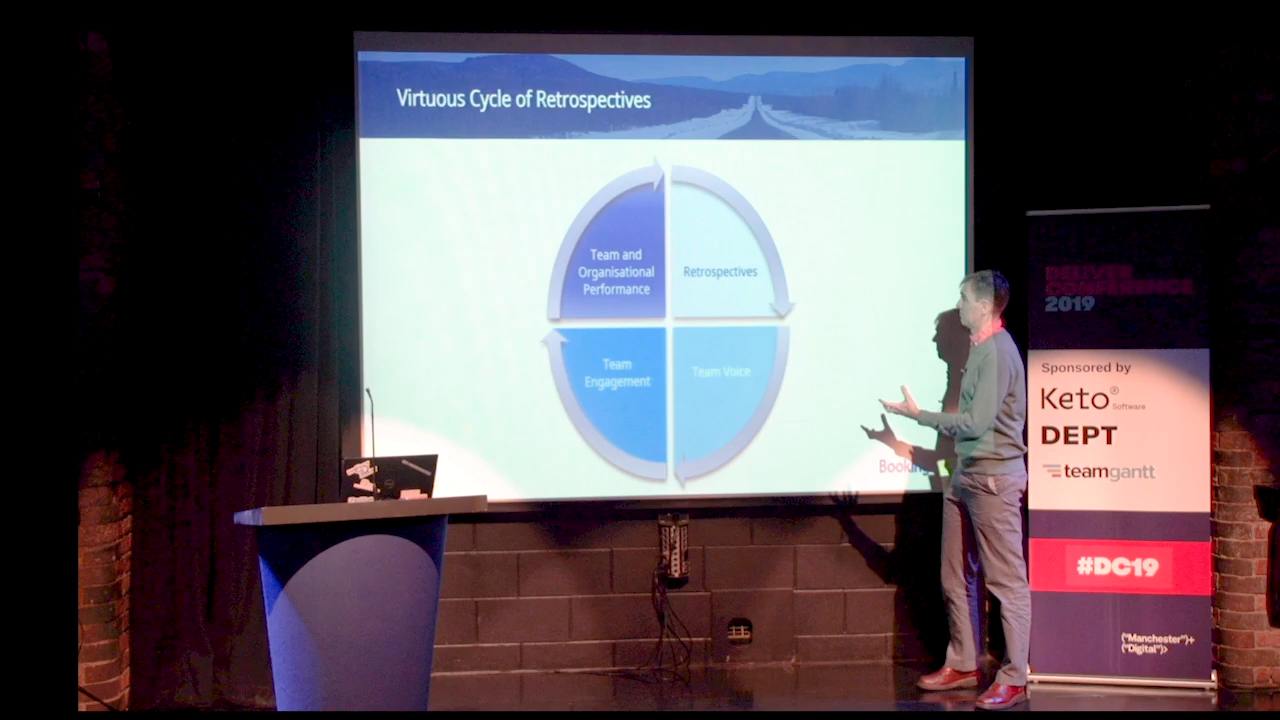 Virtuous Cycle of Retrospectives
Team and
Organisational
Performance
Retrospectives
Team
Engagement
Team Voice
DELIVER
CONFERENCE
2019
Sponsored by
Keto®
Software
DEPT
teamgantt
#DC19
{"Manchester"}+
{"Digital"}>